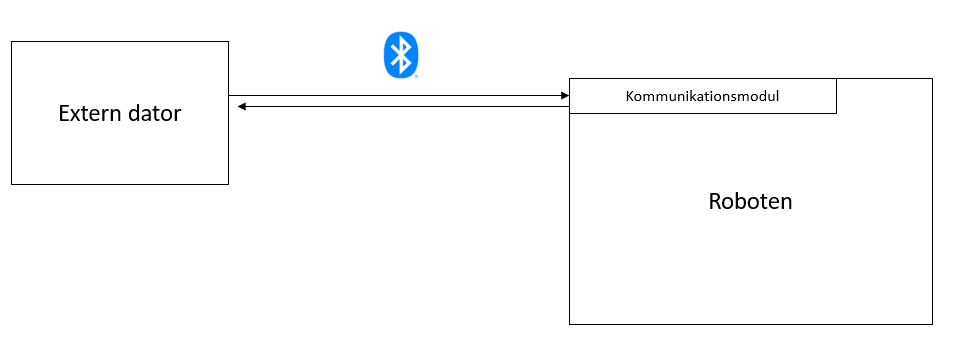 Extern dator
Kommunikationsmodul
Roboten